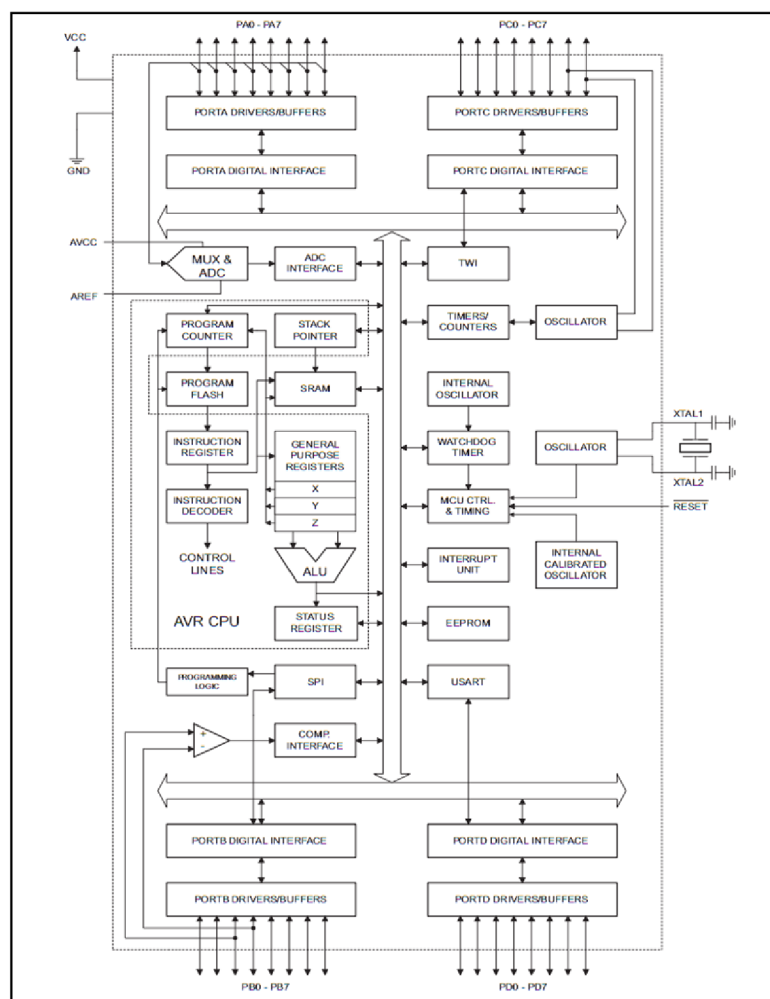 PA0 - PA7
PC0 - PC7
VCC
PORTA DRIVERS/BUFFERS
PORTC DRIVERS/BUFFERS
GND
PORTA DIGITAL INTERFACE
PORTC DIGITAL INTERFACE
AVCC
MUX &
ADC
ADC
INTERFACE
TWI
AREF
PROGRAM
COUNTER
STACK
POINTER
TIMERS/
COUNTERS
OSCILLATOR
PROGRAM
FLASH
SRAM
INTERNAL
OSCILLATOR
XTAL1
INSTRUCTION
REGISTER
GENERAL
PURPOSE
REGISTERS
WATCHDOG
TIMER
OSCILLATOR
XTAL2
X
INSTRUCTION
DECODER
Y
MCU CTRL.
& TIMING
RESET
Z
CONTROL
LINES
ALU
INTERRUPT
UNIT
INTERNAL
CALIBRATED
OSCILLATOR
AVR CPU
STATUS
REGISTER
EEPROM
PROGRAMMING
LOGIC
SPI
USART
+
-
COMP.
INTERFACE
PORTB DIGITAL INTERFACE
PORTD DIGITAL INTERFACE
PORTB DRIVERS/BUFFERS
PORTD DRIVERS/BUFFERS
PB0 - PB7
PD0 - PD7